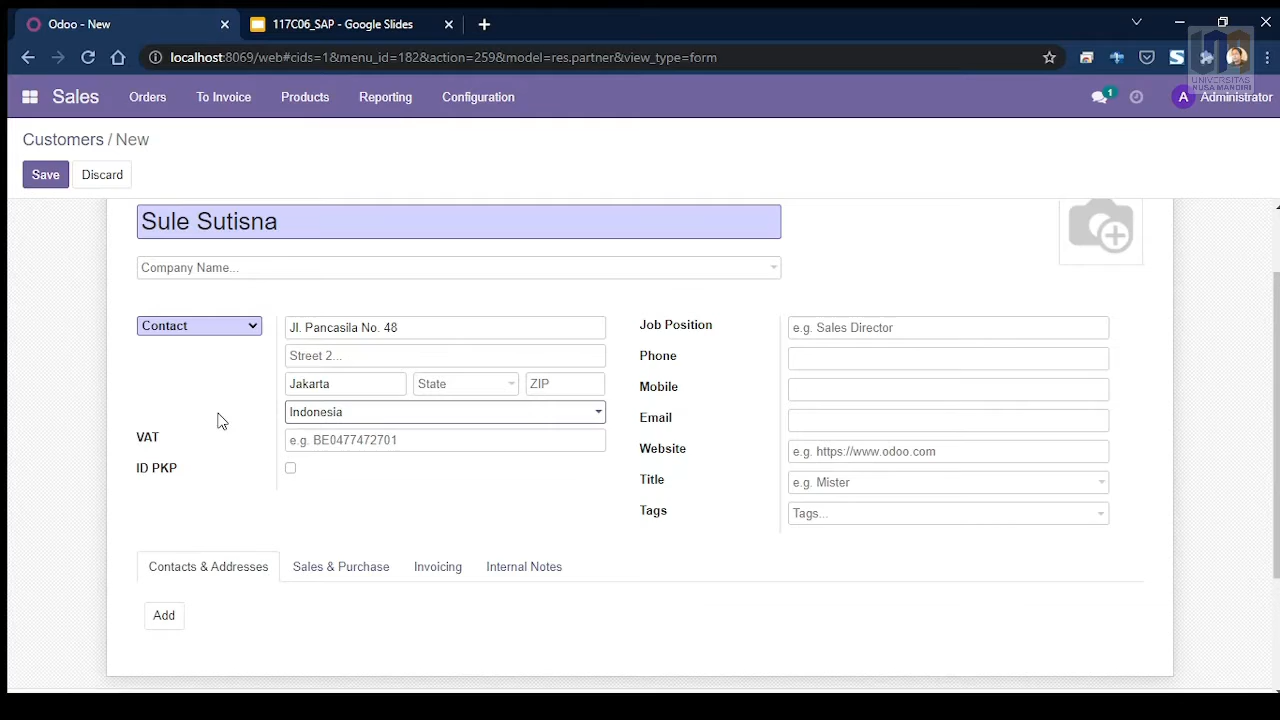 Odoo - New
117C06_SAP - Google Slides
localhost:8069/web#cids=1&menu_id=182&action=259&model=res.partner&view_type=form
UNIVERSITAS
NUSA MANDIRI
Sales Orders To Invoice Products Reporting Configuration 1 A Administrator
Customers / New
Save Discard
Sule Sutisna
Company Name...
Contact
Jl. Pancasila No. 48
Street 2...
Jakarta State ZIP
Indonesia
VAT e.g. BE0477472701
ID PKP
Job Position e.g. Sales Director
Phone
Mobile
Email
Website e.g. https://www.odoo.com
Title e.g. Mister
Tags Tags...
Contacts & Addresses Sales & Purchase Invoicing Internal Notes
Add